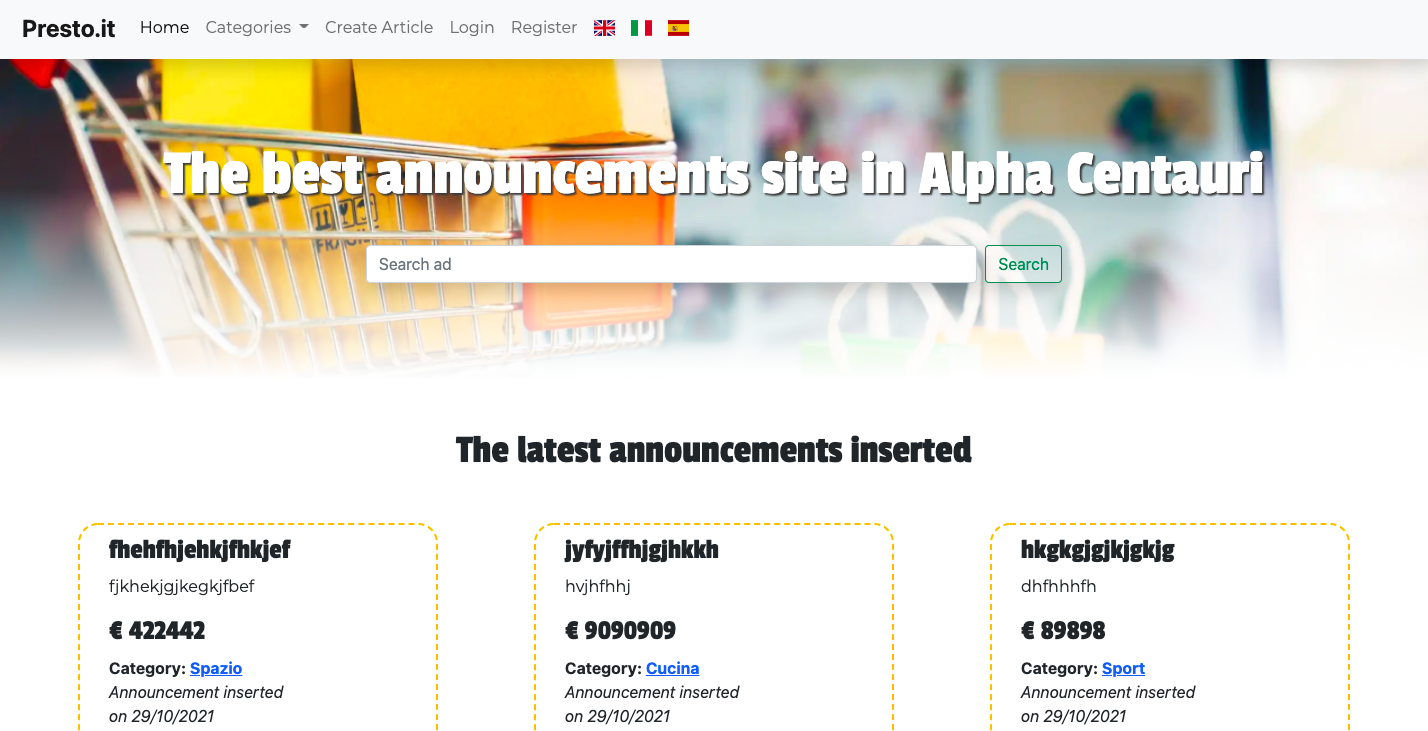 Presto.it Home Categories Create Article Login Register
The best announcements site in Alpha Centauri
Search ad Search
The latest announcements inserted
fhehfhjehkjfhkjef
fjkhekjgjkegkjfbef
€ 422442
Category: Spazio
Announcement inserted
on 29/10/2021
jyfyjffhjgjhkkh
hvjhfhhj
€ 9090909
Category: Cucina
Announcement inserted
on 29/10/2021
hkgkgjgjkjgkjg
dhfhhhfh
€ 89898
Category: Sport
Announcement inserted
on 29/10/2021